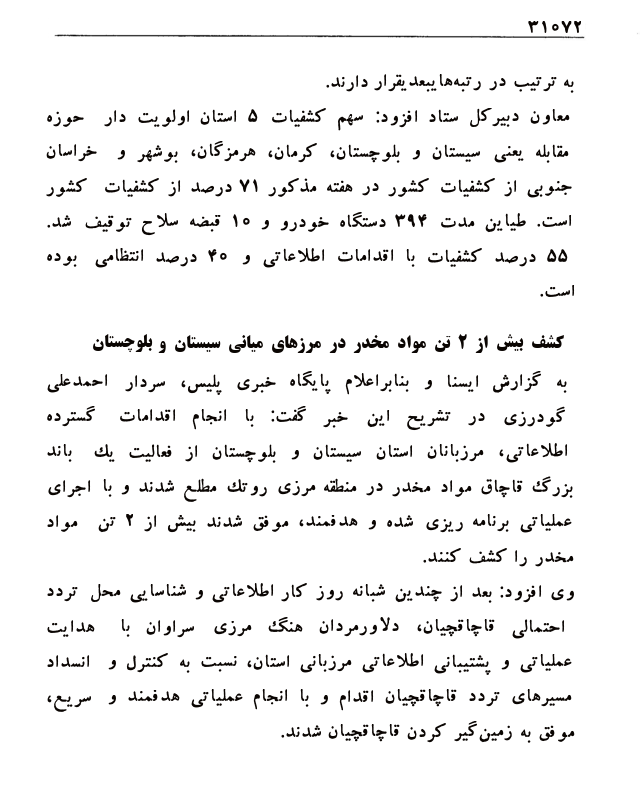 ۳۱۰۷۲
به ترتیب در رتبه‌هایبعدیقرار دارند.
معاون دبیرکل ستاد افزود: سهم کشفیات ۵ استان اولویت دار حوزه
مقابله یعنی سیستان و بلوچستان، کرمان، هرمزگان، بوشهر و خراسان
جنوبی از کشفیات کشور در هفته مذکور ۷۱ درصد از کشفیات کشور
است. طیاین مدت ۳۹۴ دستگاه خودرو و ۱۰ قبضه سلاح توقیف شد.
۵۵ درصد کشفیات با اقدامات اطلاعاتی و ۴۰ درصد انتظامی بوده
است.
کشف بیش از ۲ تن مواد مخدر در مرزهای میانی سیستان و بلوچستان
به گزارش ایسنا و بنابراعلام پایگاه خبری پلیس، سردار احمدعلی
گودرزی در تشریح این خبر گفت: با انجام اقدامات گسترده
اطلاعاتی، مرزبانان استان سیستان و بلوچستان از فعالیت یك باند
بزرگ قاچاق مواد مخدر در منطقه مرزی روتك مطلع شدند و با اجرای
عملیاتی برنامه ریزی شده و هدفمند، موفق شدند بیش از ۲ تن مواد
مخدر را کشف کنند.
وی افزود: بعد از چندین شبانه روز کار اطلاعاتی و شناسایی محل تردد
احتمالی قاچاقچیان، دلاورمردان هنگ مرزی سراوان با هدایت
عملیاتی و پشتیبانی اطلاعاتی مرزبانی استان، نسبت به کنترل و انسداد
مسیرهای تردد قاچاقچیان اقدام و با انجام عملیاتی هدفمند و سریع،
موفق به زمین‌گیر کردن قاچاقچیان شدند.